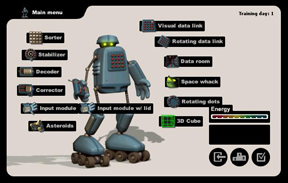 Main menu
Training day: 1
Sorter
Stabilizer
Decoder
Corrector
Input module
Input module w/ lid
Asteroids
Visual data link
Rotating data link
Data room
Space whack
Rotating dots
3D Cube
Energy